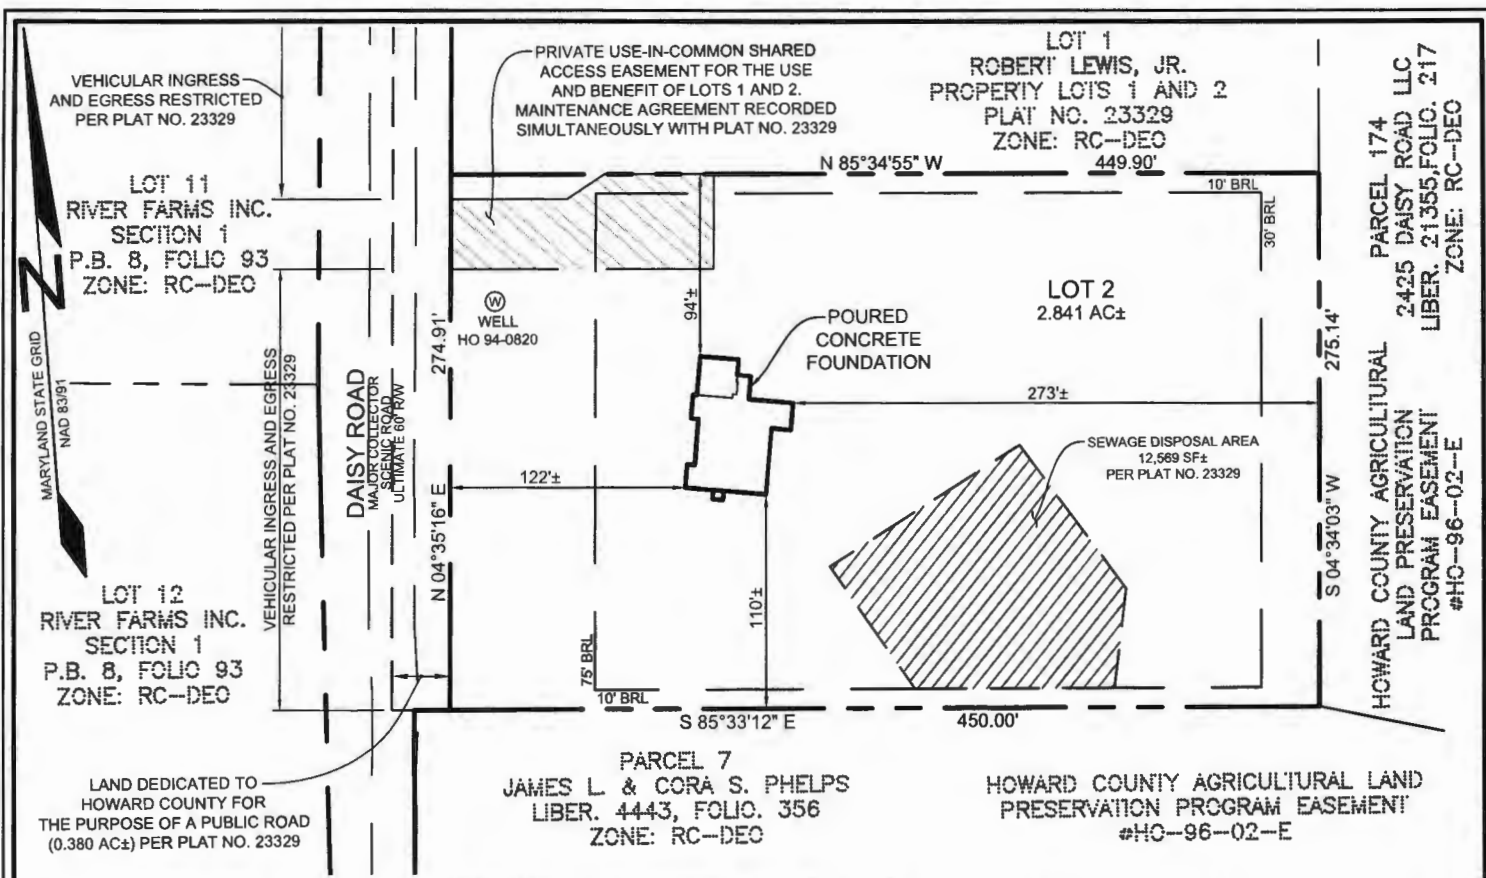 VEHICULAR INGRESS
AND EGRESS RESTRICTED
PER PLAT NO. 23329
PRIVATE USE-IN-COMMON SHARED
ACCESS EASEMENT FOR THE USE
AND BENEFIT OF LOTS 1 AND 2.
MAINTENANCE AGREEMENT RECORDED
SIMULTANEOUSLY WITH PLAT NO. 23329
LOT 1
ROBERT LEWIS, JR.
PROPERTY LOTS 1 AND 2
PLAT NO. 23329
ZONE: RC-DEO
N 85°34'55" W
449.90'
PARCEL 174
2425 DAISY ROAD LLC
LIBER. 21355,FOLIO. 217
ZONE: RC-DEO
LOT 11
RIVER FARMS INC.
SECTION 1
P.B. 8, FOLIO 93
ZONE: RC-DEO
N
MARYLAND STATE GRID
NAD 83/91
10' BRL
30' BRL
W
WELL
HO 94-0820
94'±
POURED
CONCRETE
FOUNDATION
LOT 2
2.841 AC±
274.91'
275.14'
273'±
VEHICULAR INGRESS AND EGRESS
RESTRICTED PER PLAT NO. 23329
DAISY ROAD
MAJOR COLLECTOR
SCENIC ROAD
ULTIMATE 60' R/W
N 04°35'16" E
122'±
SEWAGE DISPOSAL AREA
12,569 SF±
PER PLAT NO. 23329
S 04°34'03" W
HOWARD COUNTY AGRICULTURAL
LAND PRESERVATION
PROGRAM EASEMENT
#HO-96-02-E
LOT 12
RIVER FARMS INC.
SECTION 1
P.B. 8, FOLIO 93
ZONE: RC-DEO
110'±
75' BRL
10' BRL
S 85°33'12" E
450.00'
LAND DEDICATED TO
HOWARD COUNTY FOR
THE PURPOSE OF A PUBLIC ROAD
(0.380 AC±) PER PLAT NO. 23329
PARCEL 7
JAMES L. & CORA S. PHELPS
LIBER. 4443, FOLIO. 356
ZONE: RC-DEO
HOWARD COUNTY AGRICULTURAL LAND
PRESERVATION PROGRAM EASEMENT
#HO-96-02-E